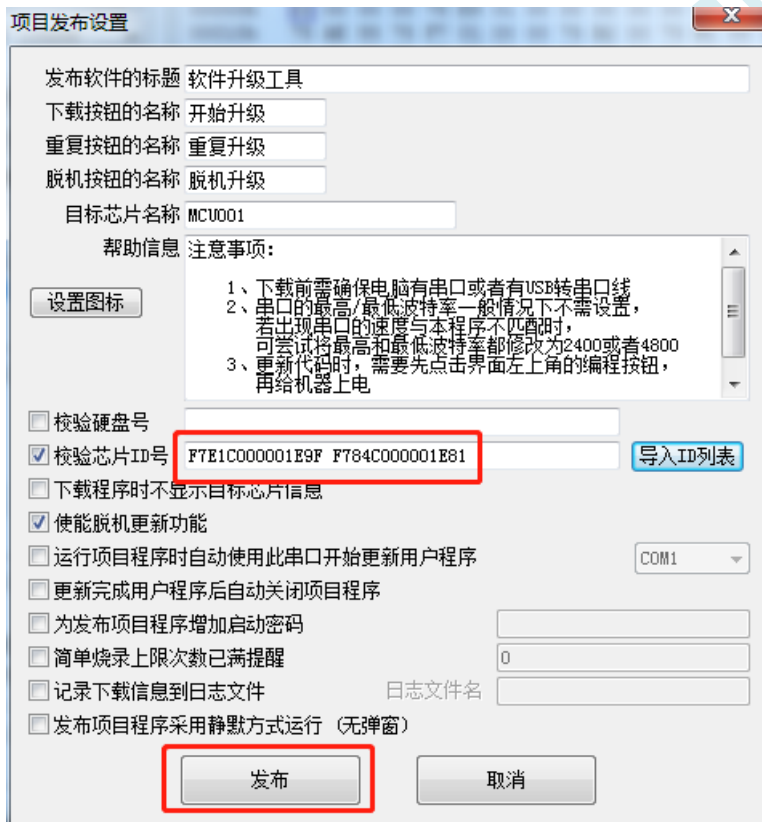 项目发布设置
发布软件的标题 软件升级工具
下载按钮的名称 开始升级
重复按钮的名称 重复升级
脱机按钮的名称 脱机升级
目标芯片名称 MCU001
帮助信息 注意事项:
1、下载前需确保电脑有串口或者有USB转串口线
2、串口的最高/最低波特率一般情况下不需设置,
若出现串口的速度与本程序不匹配时,
可尝试将最高和最低波特率都修改为2400或者4800
3、更新代码时,需要先点击界面左上角的编程按钮,
再给机器上电
设置图标
校验硬盘号
校验芯片ID号 F7E1C000001E9F F784C000001E81 导入ID列表
下载程序时不显示目标芯片信息
使能脱机更新功能
运行项目程序时自动使用此串口开始更新用户程序 COM1
更新完成用户程序后自动关闭项目程序
为发布项目程序增加启动密码
简单烧录上限次数已满提醒 0
记录下载信息到日志文件 日志文件名
发布项目程序采用静默方式运行 (无弹窗)
发布 取消